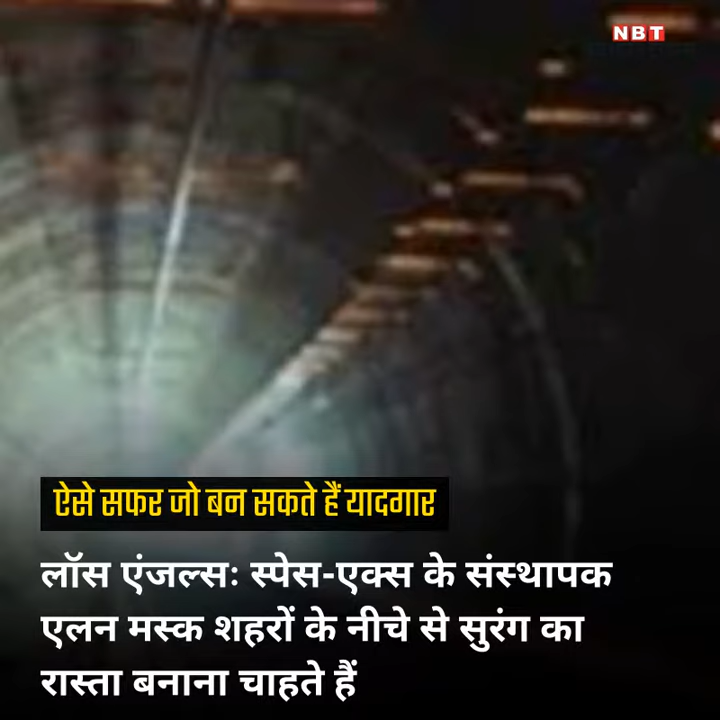 NBT
ऐसे सफर जो बन सकते हैं यादगार
लॉस एंजल्सः स्पेस-एक्स के संस्थापक
एलन मस्क शहरों के नीचे से सुरंग का
रास्ता बनाना चाहते हैं